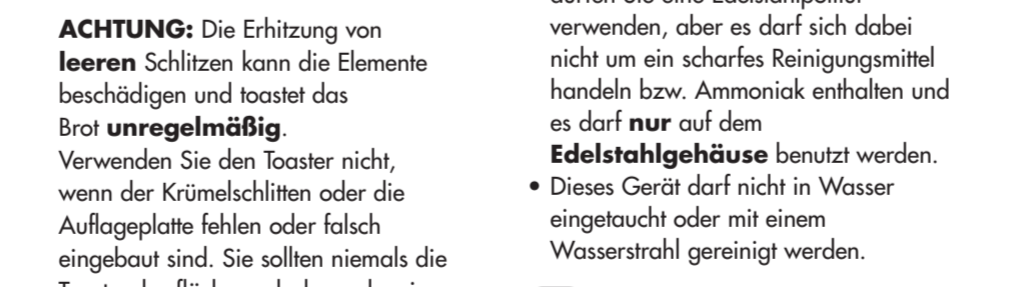 ACHTUNG: Die Erhitzung von
leeren Schlitzen kann die Elemente
beschädigen und toastet das
Brot unregelmäßig.
Verwenden Sie den Toaster nicht,
wenn der Krümelschlitten oder die
Auflageplatte fehlen oder falsch
eingebaut sind. Sie sollten niemals die
verwenden, aber es darf sich dabei
nicht um ein scharfes Reinigungsmittel
handeln bzw. Ammoniak enthalten und
es darf nur auf dem
Edelstahlgehäuse benutzt werden.
• Dieses Gerät darf nicht in Wasser
eingetaucht oder mit einem
Wasserstrahl gereinigt werden.